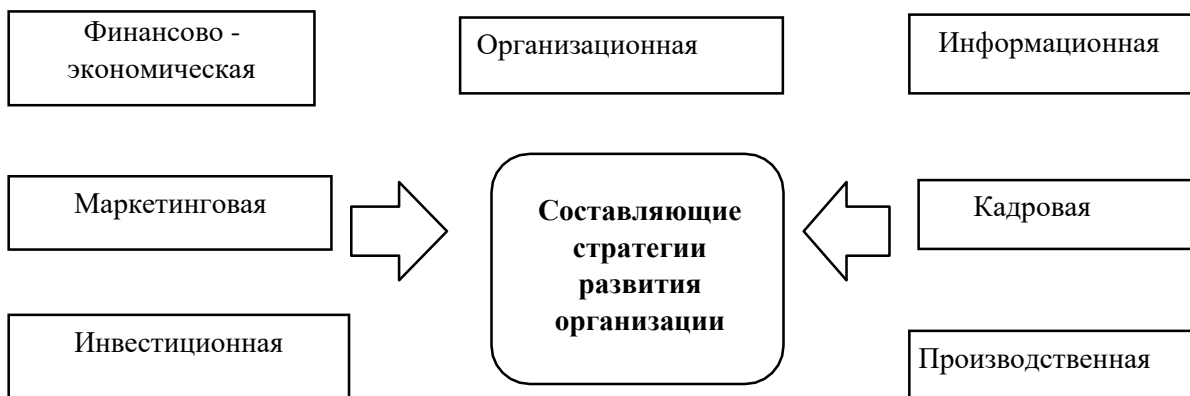 Финансово -
экономическая
Организационная
Информационная
Маркетинговая
Составляющие
стратегии
развития
организации
Кадровая
Инвестиционная
Производственная